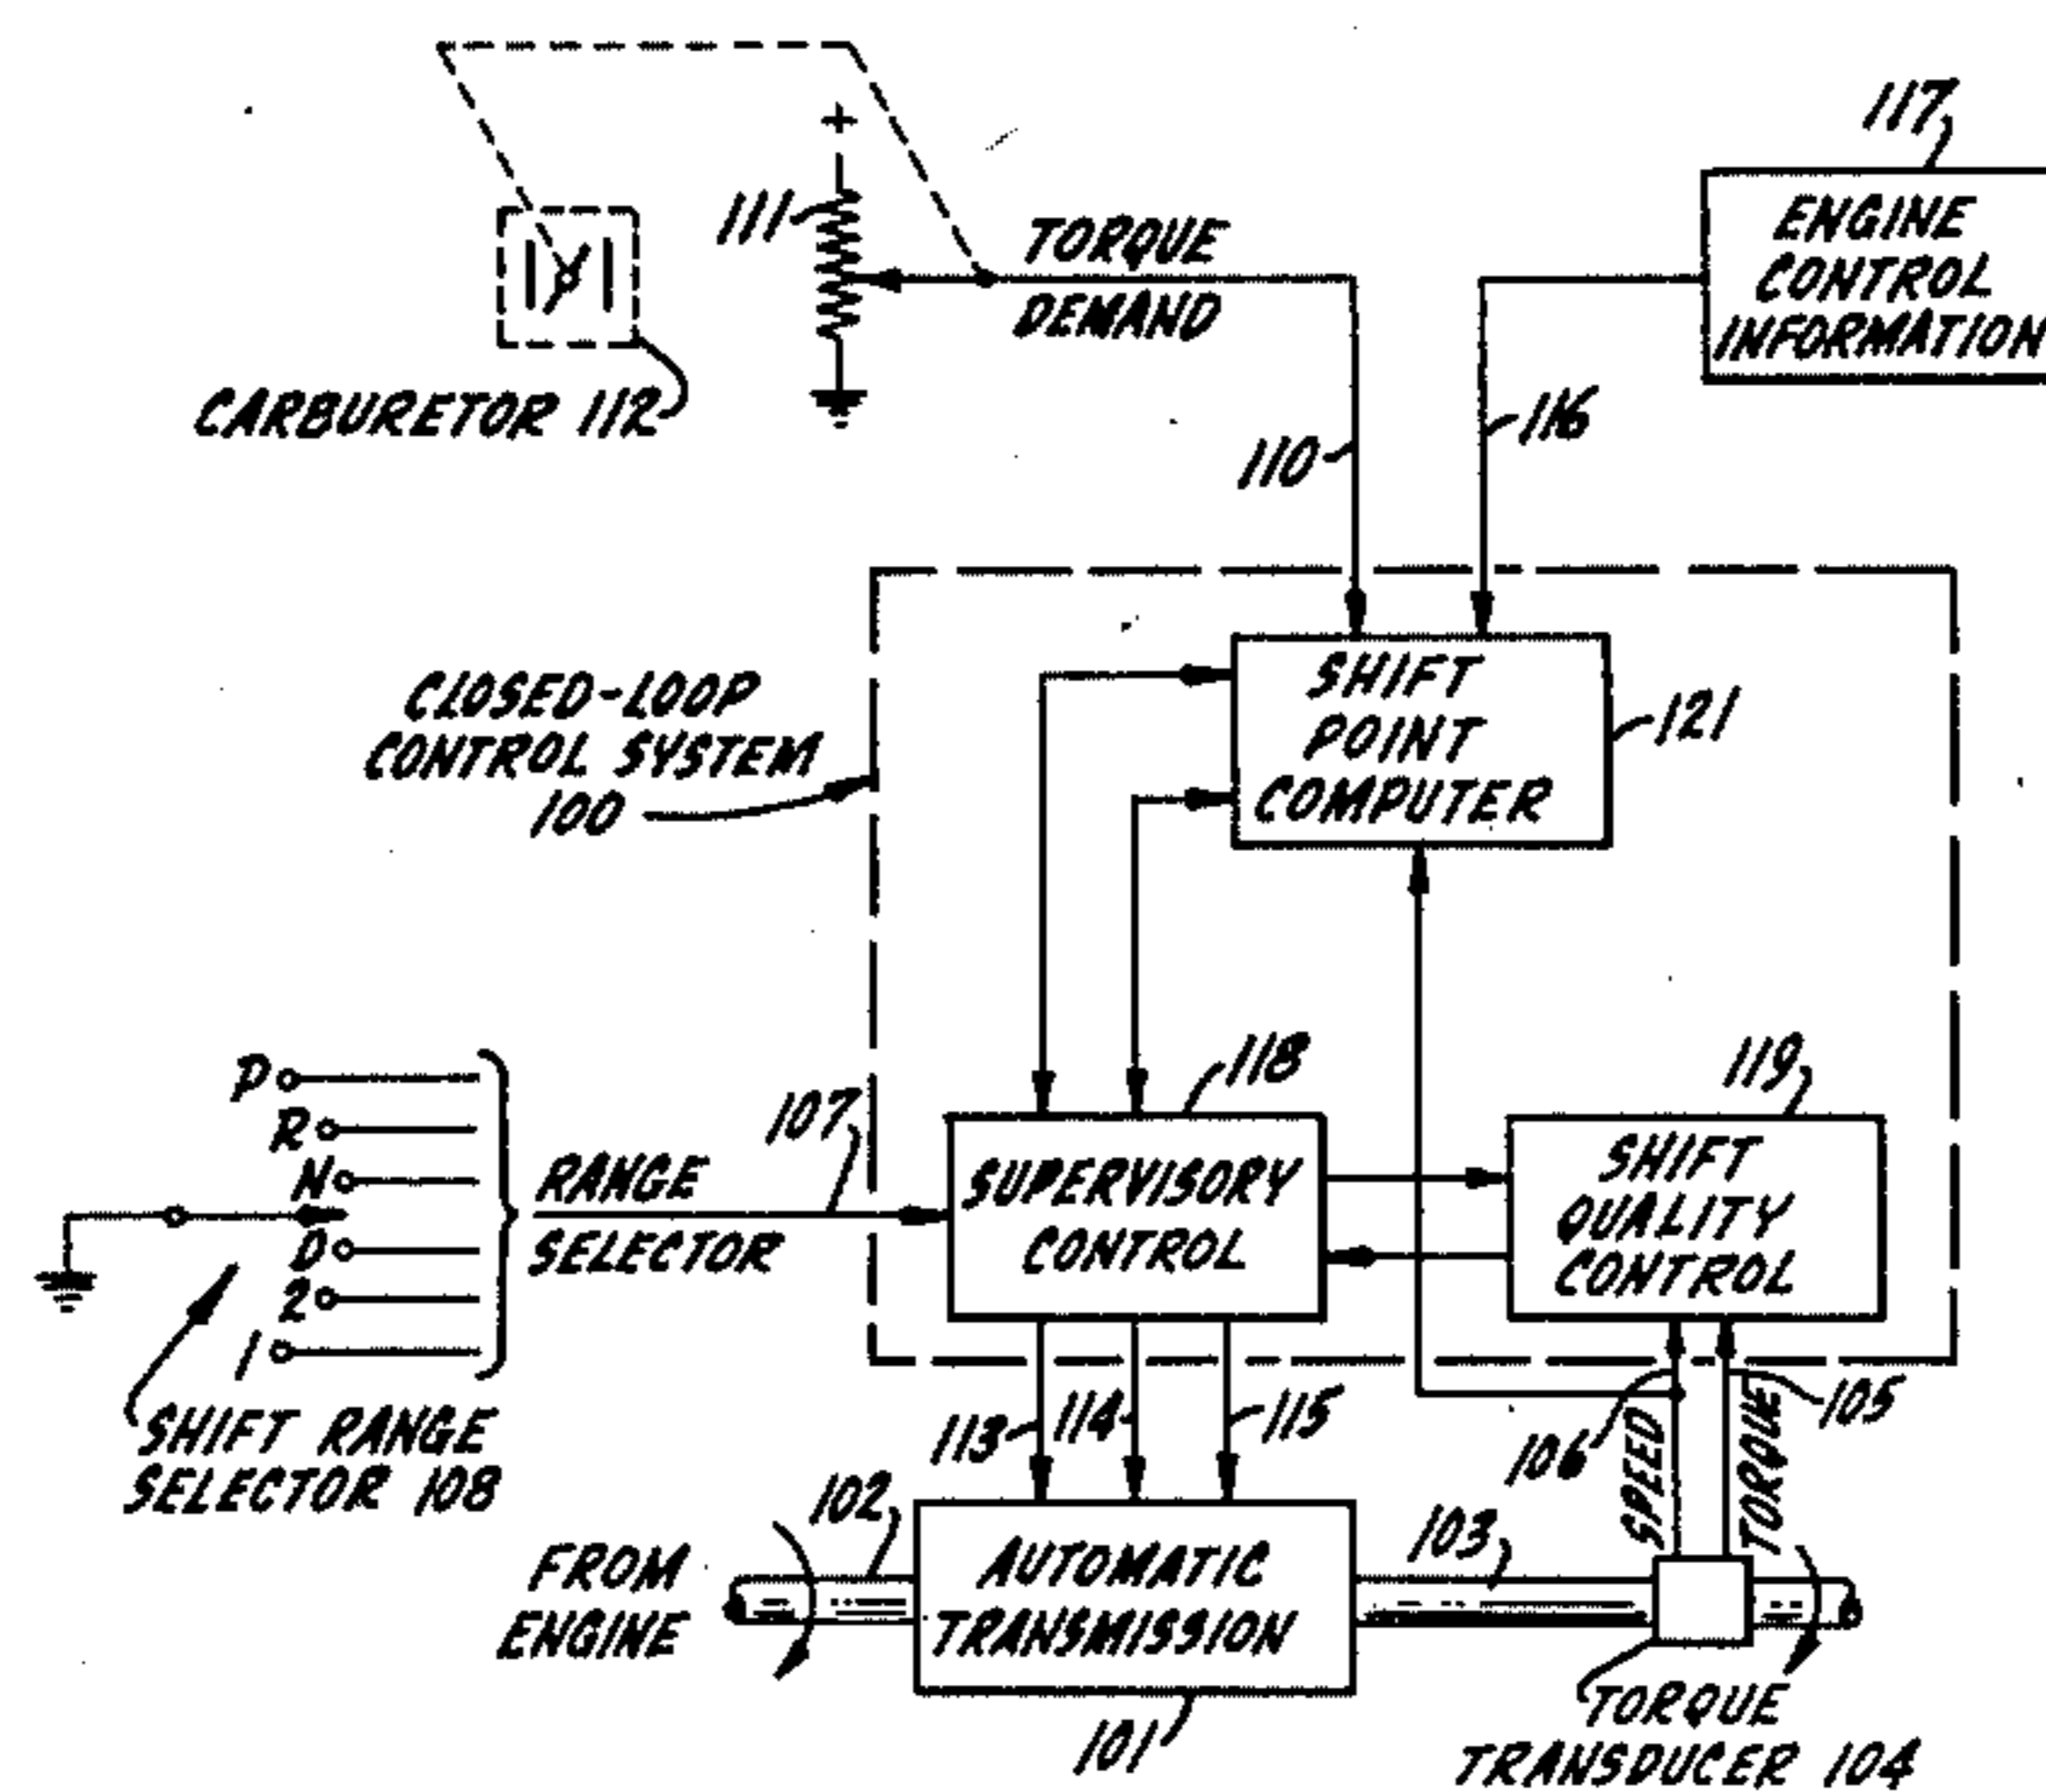 117
+
111
TORQUE
DEMAND
ENGINE
CONTROL
INFORMATION
CARBURETOR 112
110
116
CLOSED-LOOP
CONTROL SYSTEM
100
SHIFT
POINT
COMPUTER
121
118
119
P
R
N
D
2
1
107
RANGE
SELECTOR
SUPERVISORY
CONTROL
SHIFT
QUALITY
CONTROL
SHIFT RANGE
SELECTOR 108
113
114
115
106
SPEED
TORQUE
105
FROM
ENGINE
102
AUTOMATIC
TRANSMISSION
103
101
TORQUE
TRANSDUCER 104